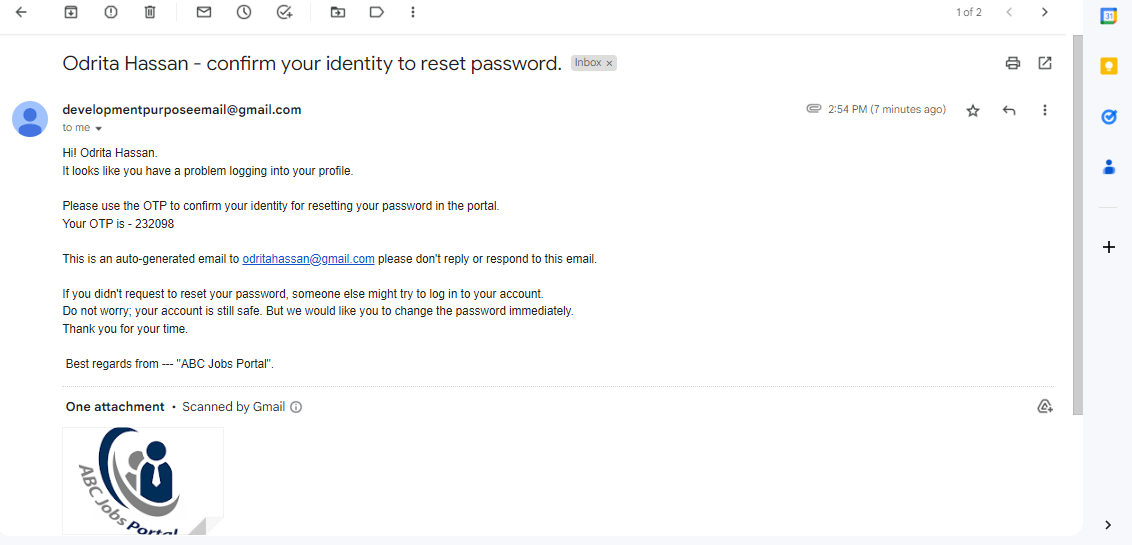 1 of 2
31
Odrita Hassan - confirm your identity to reset password. Inbox ×
developmentpurposeemail@gmail.com 2:54 PM (7 minutes ago)
to me
Hi! Odrita Hassan.
It looks like you have a problem logging into your profile.
Please use the OTP to confirm your identity for resetting your password in the portal.
Your OTP is - 232098
This is an auto-generated email to odritahassan@gmail.com please don't reply or respond to this email.
If you didn't request to reset your password, someone else might try to log in to your account.
Do not worry; your account is still safe. But we would like you to change the password immediately.
Thank you for your time.
Best regards from --- "ABC Jobs Portal".
One attachment • Scanned by Gmail
ABC Jobs Portal